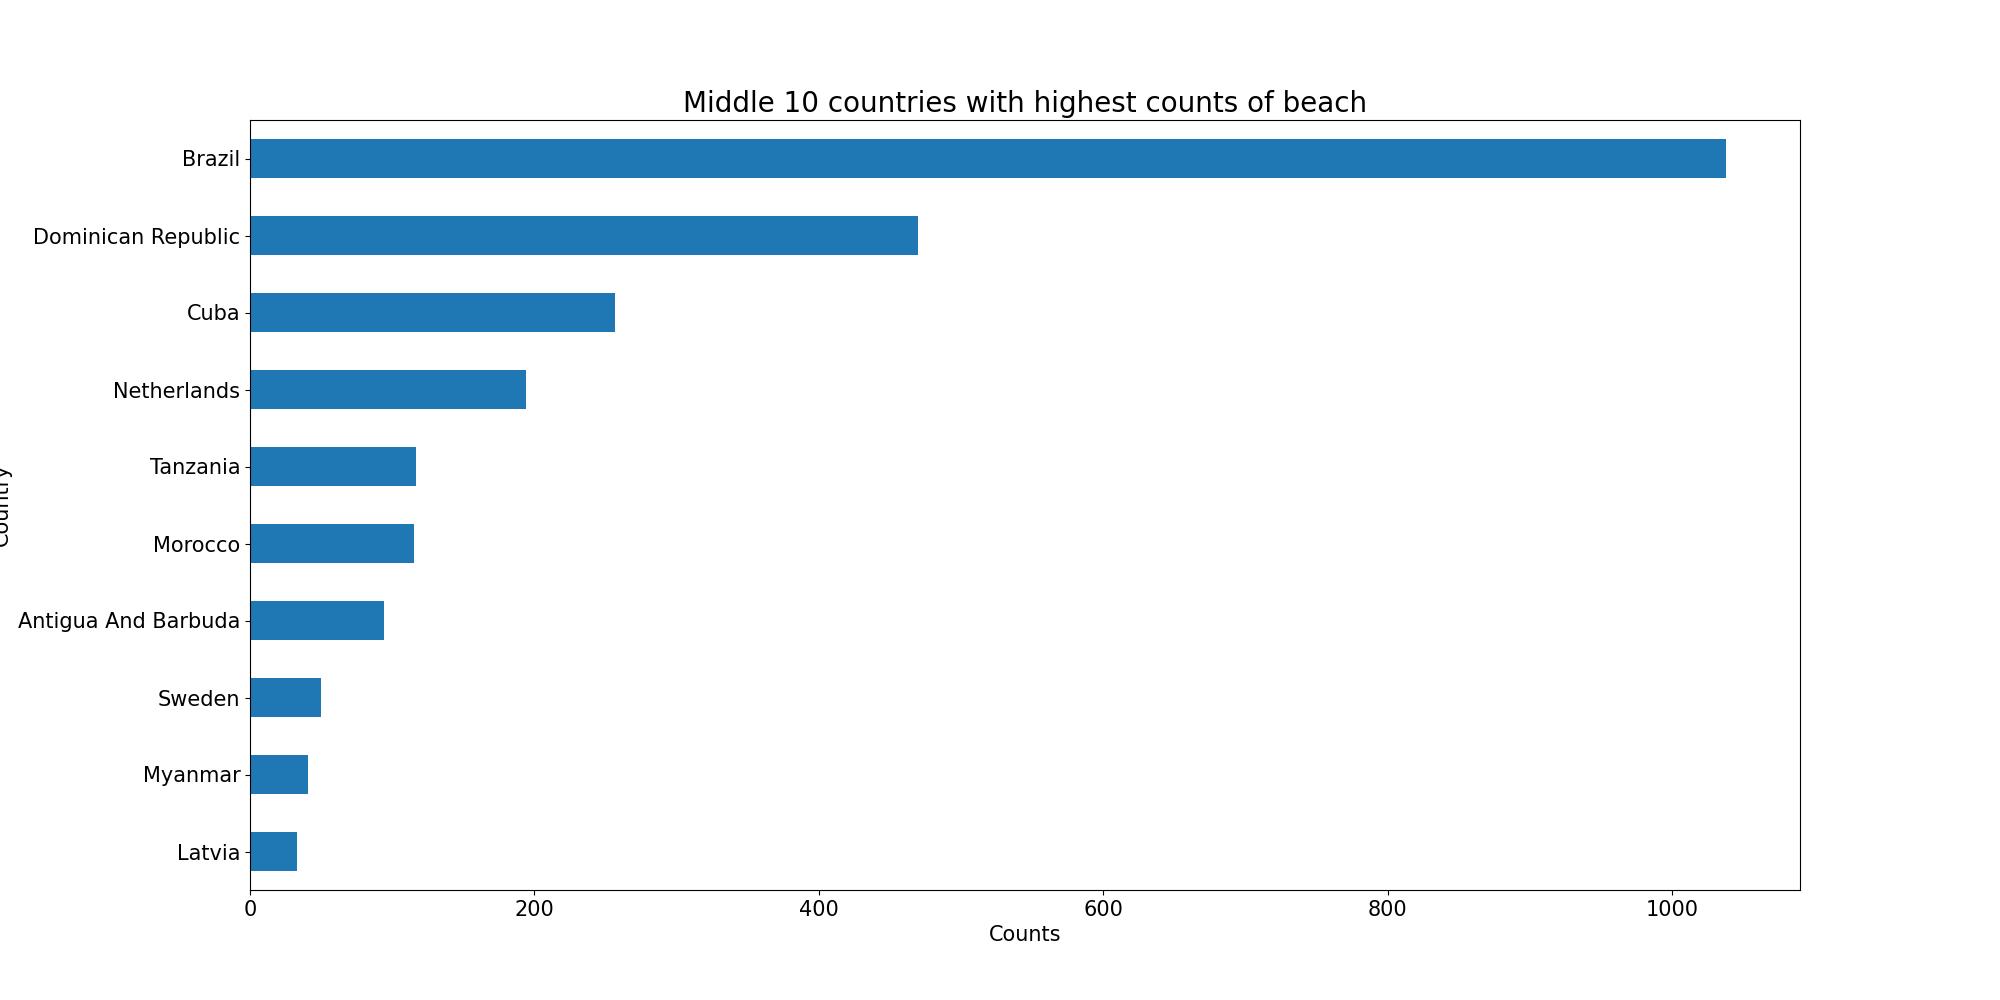 Middle 10 countries with highest counts of beach
Brazil
Dominican Republic
Cuba
Netherlands
Tanzania
Morocco
Antigua And Barbuda
Sweden
Myanmar
Latvia
Country
0 200 400 600 800 1000
Counts